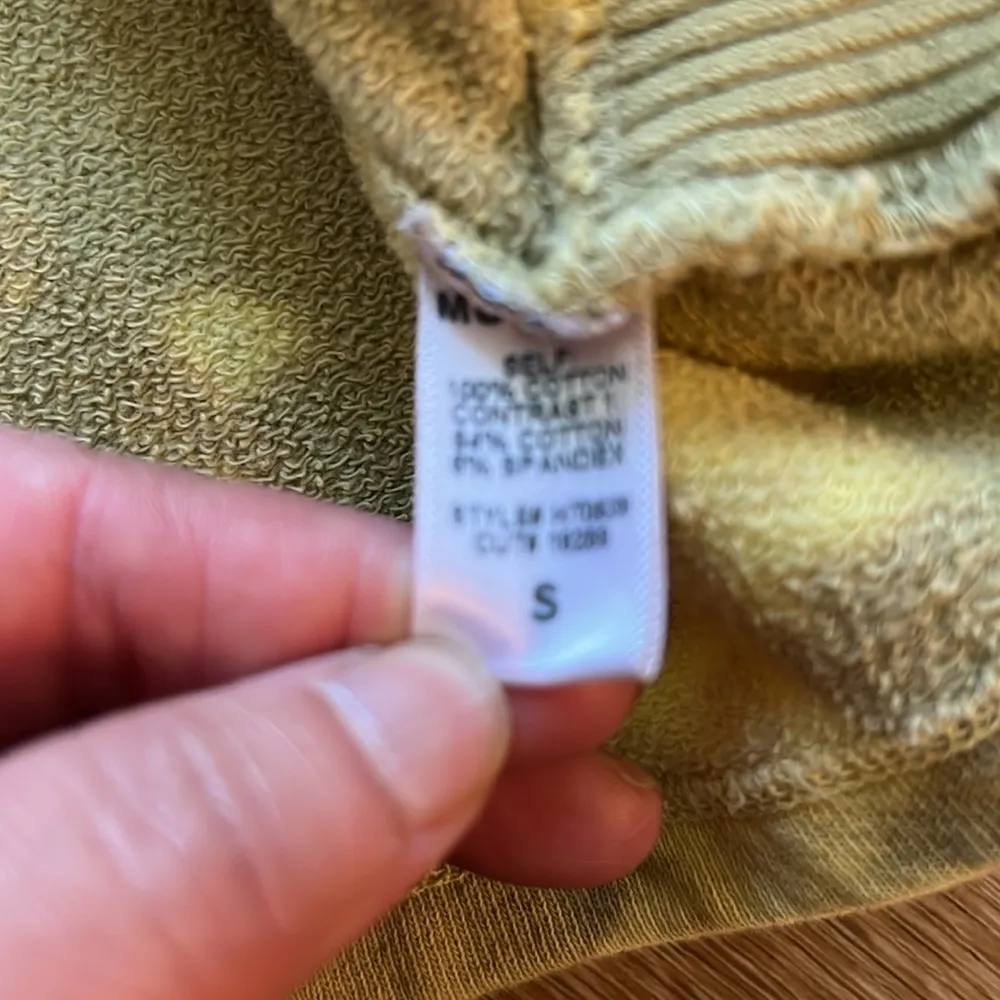 SELF:
100% COTTON
CONTRAST 1:
94% COTTON
6% SPANDEX
STYLE#
CUT#
S